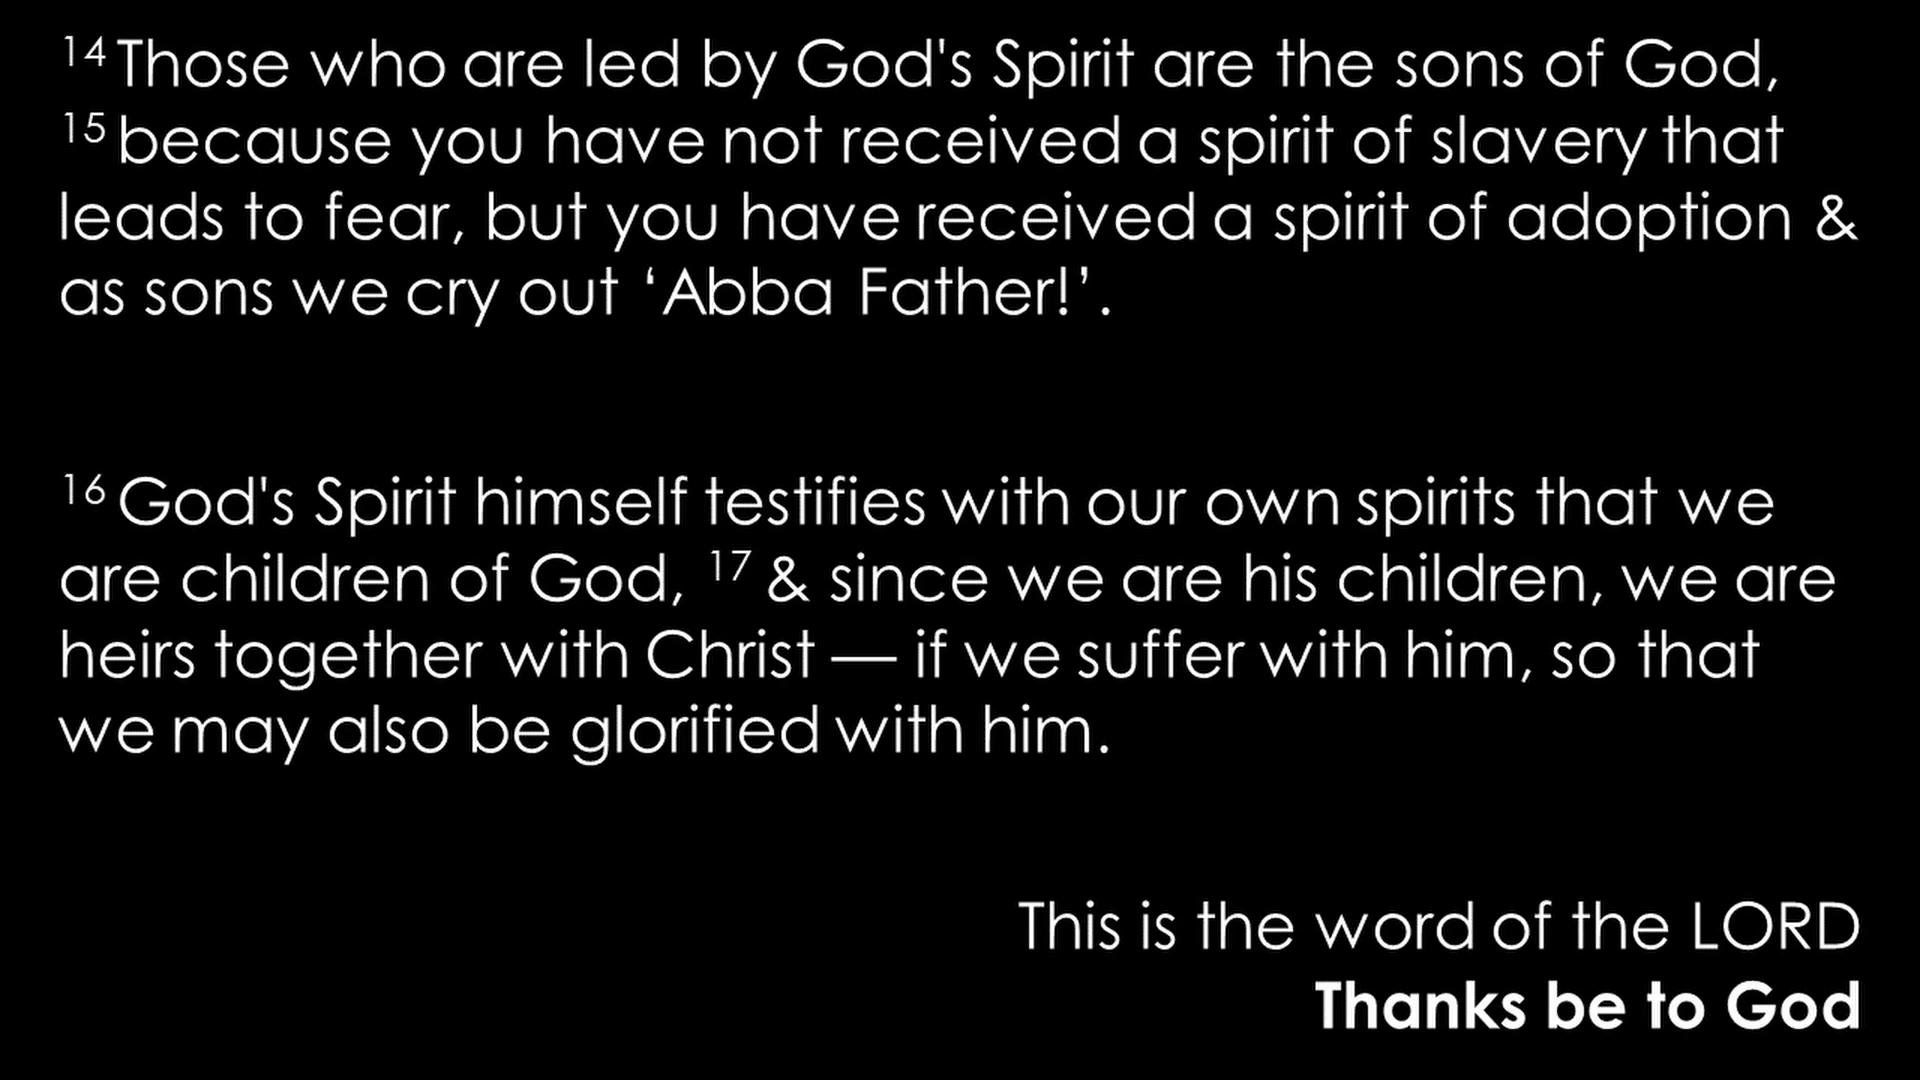 14 Those who are led by God's Spirit are the sons of God,
15 because you have not received a spirit of slavery that
leads to fear, but you have received a spirit of adoption &
as sons we cry out ‘Abba Father!’.
16 God's Spirit himself testifies with our own spirits that we
are children of God, 17 & since we are his children, we are
heirs together with Christ — if we suffer with him, so that
we may also be glorified with him.
This is the word of the LORD
Thanks be to God